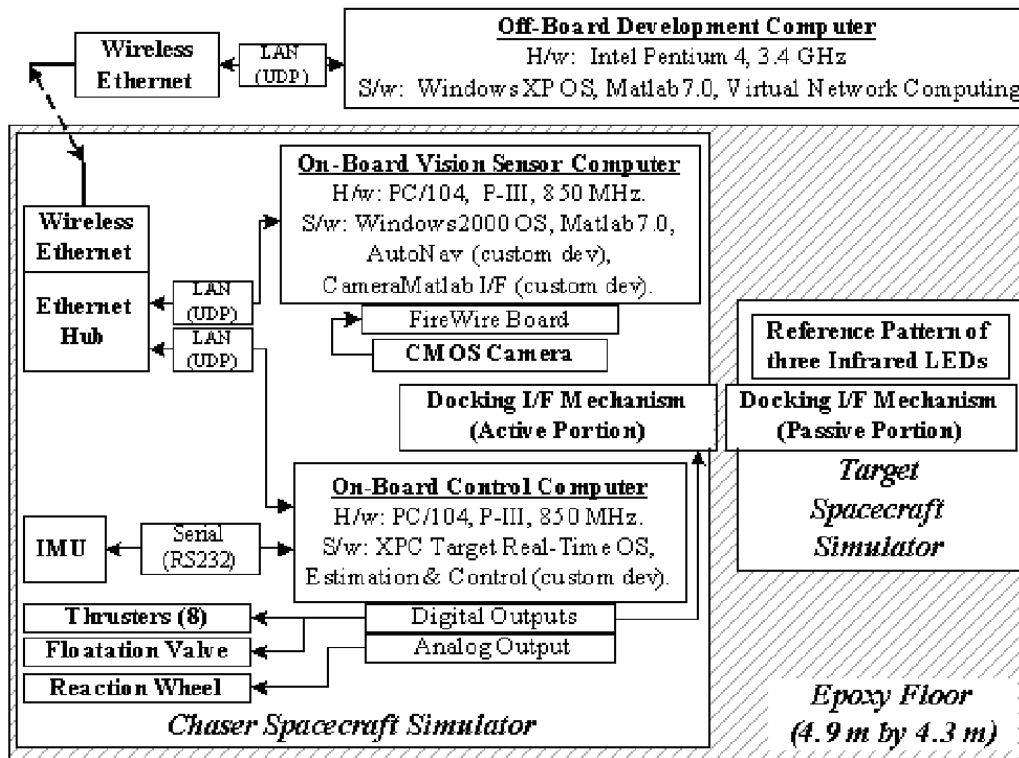 Off-Board Development Computer
H/w: Intel Pentium 4, 3.4 GHz
S/w: Windows XP OS, Matlab7.0, Virtual Network Computing
Wireless
Ethernet
LAN
(UDP)
On-Board Vision Sensor Computer
H/w: PC/104, P-III, 850 MHz.
S/w: Windows2000 OS, Matlab7.0,
AutoNav (custom dev),
CameraMatlab I/F (custom dev).
FireWire Board
CMOS Camera
Wireless
Ethernet
Ethernet
Hub
LAN
(UDP)
LAN
(UDP)
Reference Pattern of
three Infrared LEDs
Docking I/F Mechanism
(Active Portion)
Docking I/F Mechanism
(Passive Portion)
Target
Spacecraft
Simulator
On-Board Control Computer
H/w: PC/104, P-III, 850 MHz.
S/w: XPC Target Real-Time OS,
Estimation & Control (custom dev).
IMU
Serial
(RS232)
Digital Outputs
Analog Output
Thrusters (8)
Floatation Valve
Reaction Wheel
Chaser Spacecraft Simulator
Epoxy Floor
(4.9 m by 4.3 m)